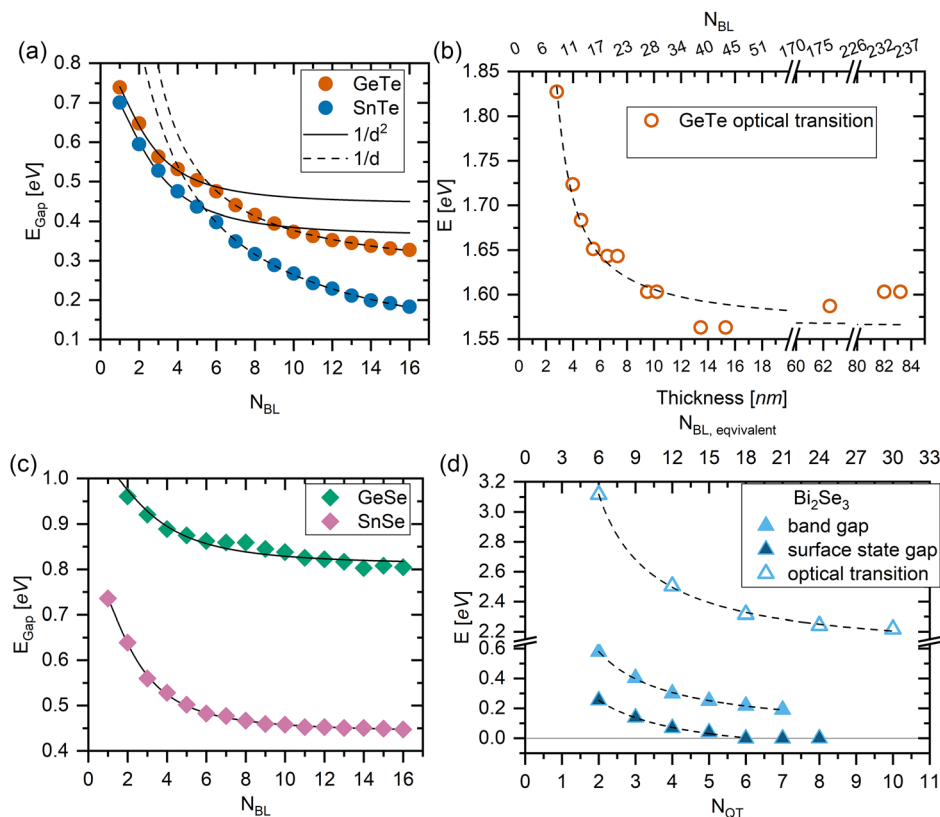 (a)
0.8
0.7
0.6
0.5
0.4
0.3
0.2
0.1
E_Gap [eV]
GeTe
SnTe
1/d²
1/d
0 2 4 6 8 10 12 14 16
N_BL
(b)
N_BL
0 6 11 17 23 28 34 40 45 51 170 175 226 232 237
1.85
1.80
1.75
1.70
1.65
1.60
1.55
E [eV]
GeTe optical transition
0 2 4 6 8 10 12 14 16 18 60 62 80 82 84
Thickness [nm]
(c)
1.0
0.9
0.8
0.7
0.6
0.5
0.4
E_Gap [eV]
GeSe
SnSe
0 2 4 6 8 10 12 14 16
N_BL
N_BL, eqvivalent
(d)
0 3 6 9 12 15 18 21 24 27 30 33
3.2
3.0
2.8
2.6
2.4
2.2
0.6
0.4
0.2
0.0
E [eV]
Bi₂Se₃
band gap
surface state gap
optical transition
0 1 2 3 4 5 6 7 8 9 10 11
N_QT